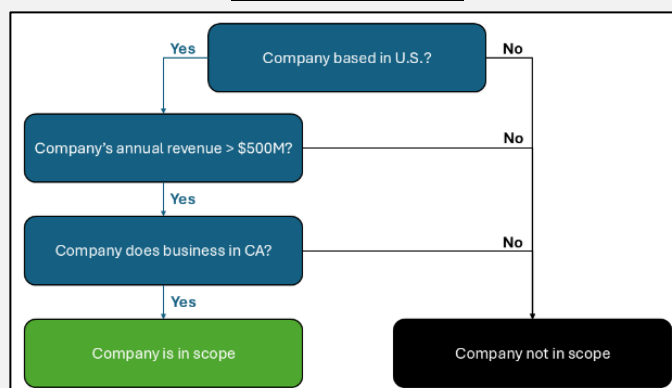 Yes
Company based in U.S.?
No
Company's annual revenue > $500M?
No
Yes
Company does business in CA?
No
Yes
Company is in scope
Company not in scope